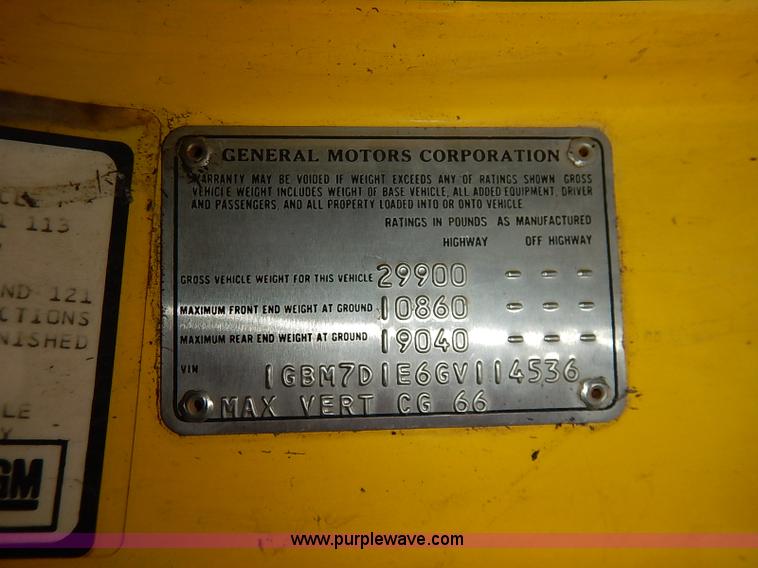 GENERAL MOTORS CORPORATION
WARRANTY MAY BE VOIDED IF WEIGHT EXCEEDS ANY OF RATINGS SHOWN GROSS
VEHICLE WEIGHT INCLUDES WEIGHT OF BASE VEHICLE, ALL ADDED EQUIPMENT, DRIVER
AND PASSENGERS, AND ALL PROPERTY LOADED INTO OR ONTO VEHICLE.
RATINGS IN POUNDS AS MANUFACTURED
HIGHWAY OFF HIGHWAY
GROSS VEHICLE WEIGHT FOR THIS VEHICLE 29900 - - -
MAXIMUM FRONT END WEIGHT AT GROUND 10860 - - -
MAXIMUM REAR END WEIGHT AT GROUND 19040 - - -
VIN 1GBM7D1E6GV114536
MAX VERT CG 66
113
ND 121
CTIONS
NISHED
LE
Y
GM
www.purplewave.com